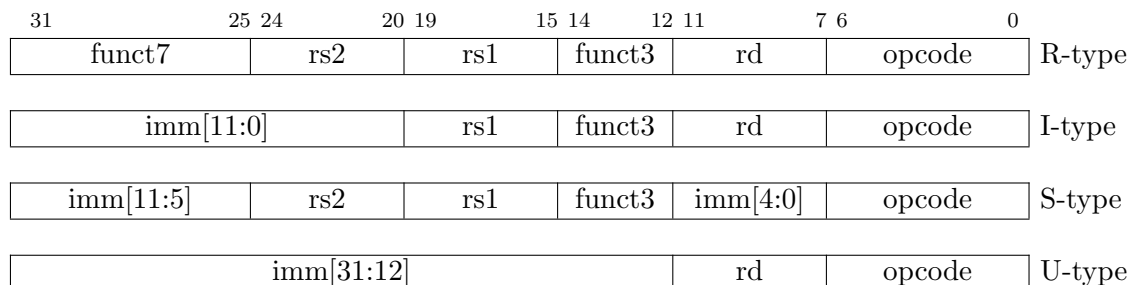 31 25 24 20 19 15 14 12 11 7 6 0
funct7 rs2 rs1 funct3 rd opcode R-type
imm[11:0] rs1 funct3 rd opcode I-type
imm[11:5] rs2 rs1 funct3 imm[4:0] opcode S-type
imm[31:12] rd opcode U-type